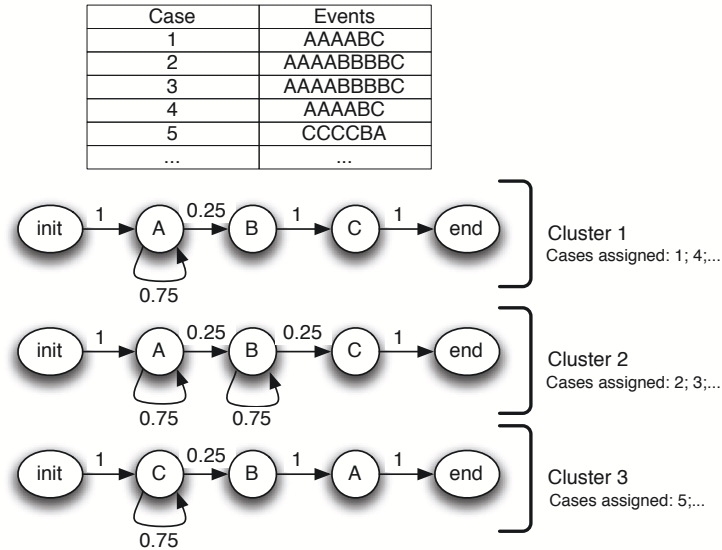 Case Events
1 AAAABC
2 AAAABBBBC
3 AAAABBBBC
4 AAAABC
5 CCCCBA
... ...
init 1 A 0.25 B 1 C 1 end
0.75
Cluster 1
Cases assigned: 1; 4;...
init 1 A 0.25 B 0.25 C 1 end
0.75 0.75
Cluster 2
Cases assigned: 2; 3;...
init 1 C 0.25 B 1 A 1 end
0.75
Cluster 3
Cases assigned: 5;...